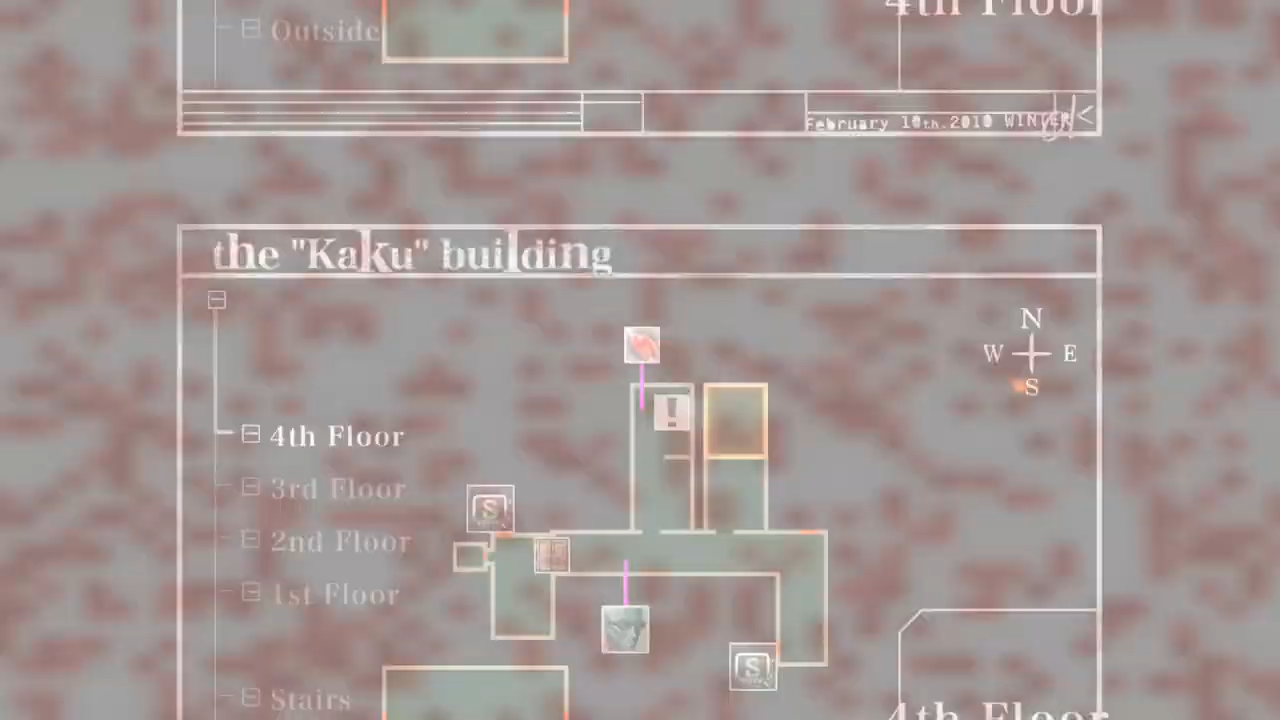 4th Floor
Outside
February 10th.2010 WINTER
the "Kaku" building
N
W E
S
4th Floor
3rd Floor
S
2nd Floor
1st Floor
S
Stairs
4th Floor